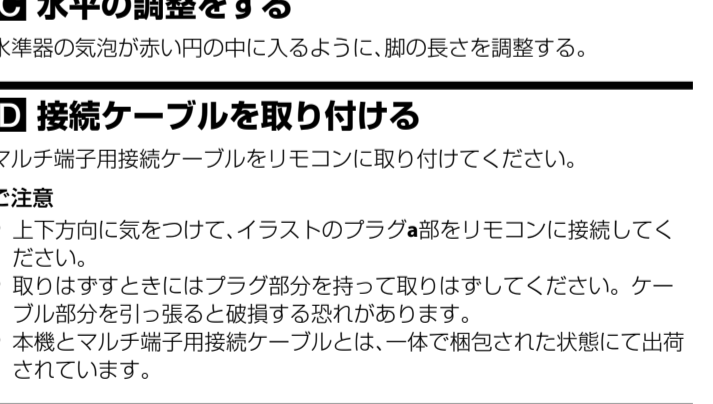 C 水平の調整をする
水準器の気泡が赤い円の中に入るように、脚の長さを調整する。
D 接続ケーブルを取り付ける
マルチ端子用接続ケーブルをリモコンに取り付けてください。
ご注意
上下方向に気をつけて、イラストのプラグa部をリモコンに接続してく
ださい。
取りはずすときにはプラグ部分を持って取りはずしてください。ケー
ブル部分を引っ張ると破損する恐れがあります。
本機とマルチ端子用接続ケーブルとは、一体で梱包された状態にて出荷
されています。